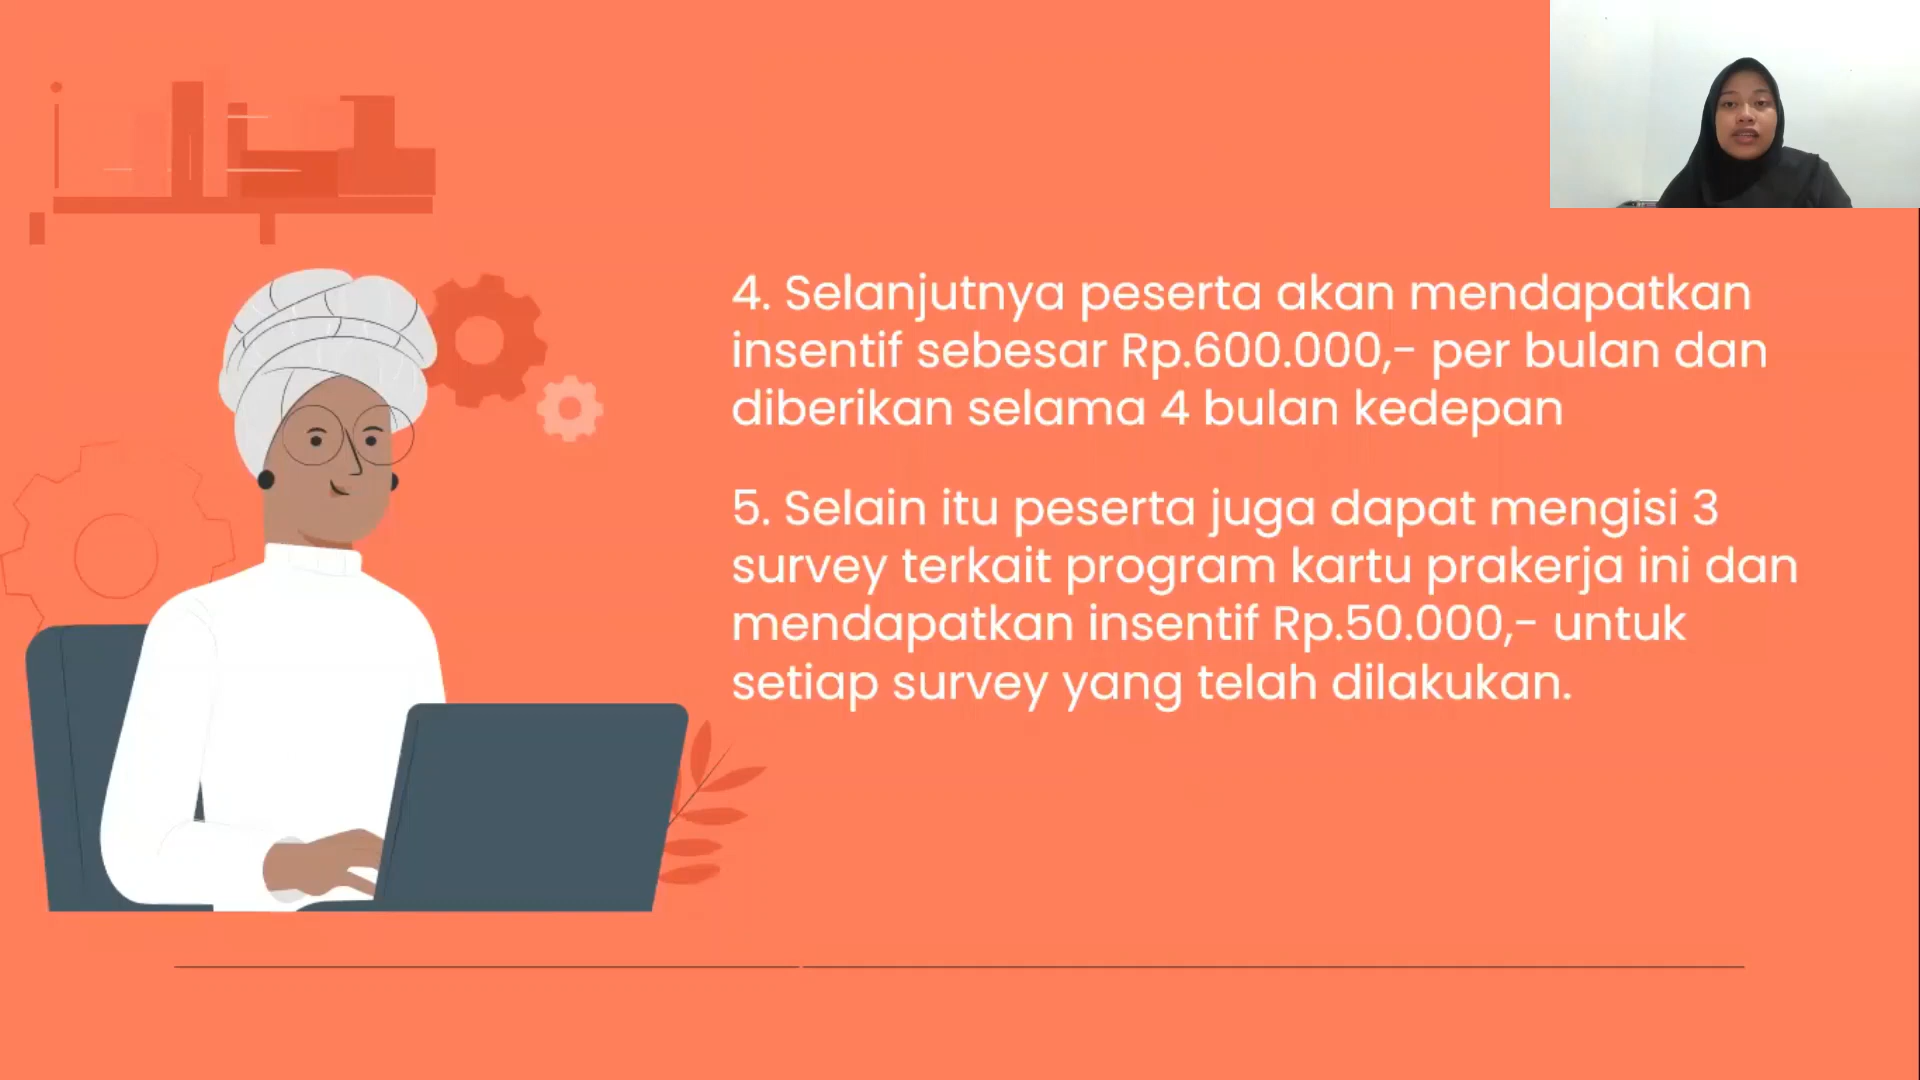 4. Selanjutnya peserta akan mendapatkan
insentif sebesar Rp.600.000,- per bulan dan
diberikan selama 4 bulan kedepan
5. Selain itu peserta juga dapat mengisi 3
survey terkait program kartu prakerja ini dan
mendapatkan insentif Rp.50.000,- untuk
setiap survey yang telah dilakukan.